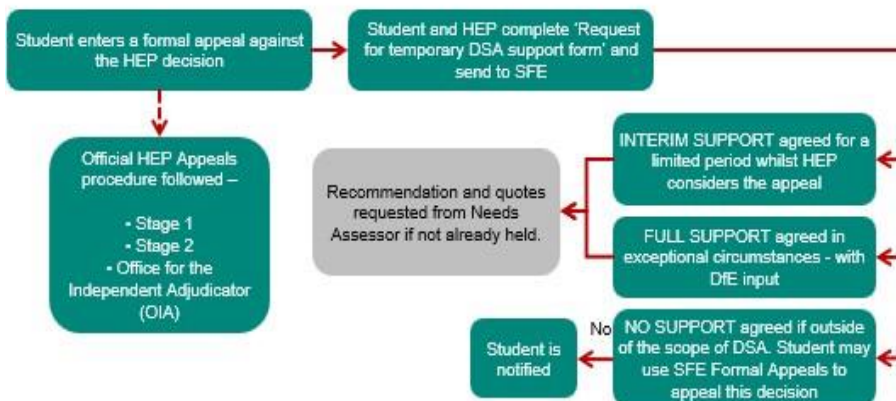 Student enters a formal appeal against
the HEP decision
Student and HEP complete 'Request
for temporary DSA support form' and
send to SFE
Official HEP Appeals
procedure followed –
▪ Stage 1
▪ Stage 2
▪ Office for the
Independent Adjudicator
(OIA)
Recommendation and quotes
requested from Needs
Assessor if not already held.
INTERIM SUPPORT agreed for a
limited period whilst HEP
considers the appeal
FULL SUPPORT agreed in
exceptional circumstances - with
DfE input
No
NO SUPPORT agreed if outside
of the scope of DSA. Student may
use SFE Formal Appeals to
appeal this decision
Student is
notified